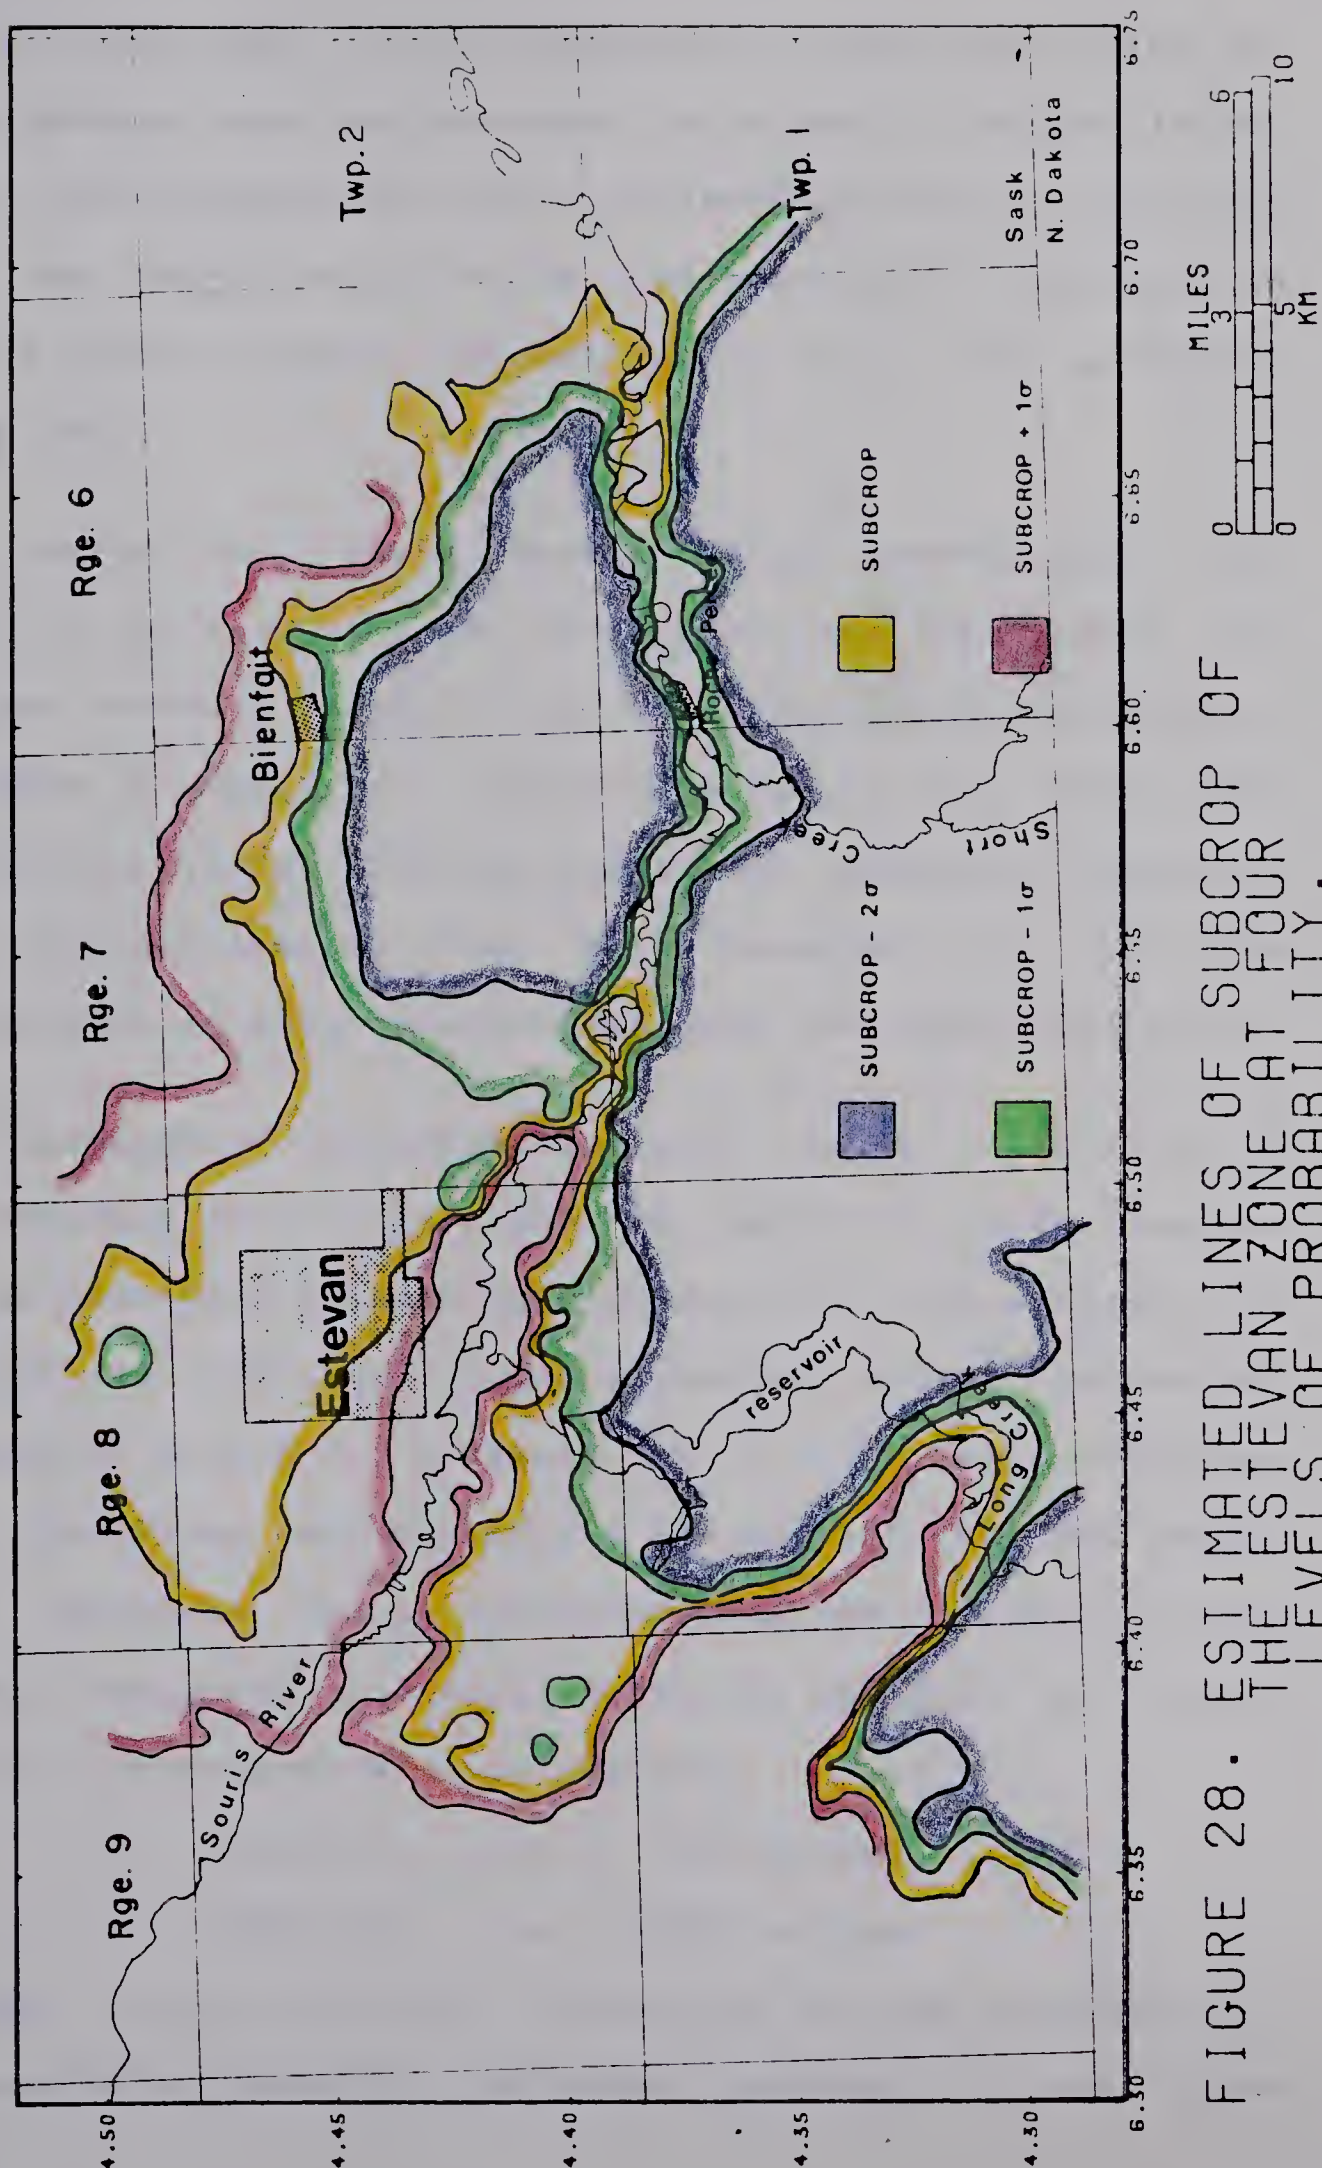 Rge. 9
Rge. 8
Rge. 7
Rge. 6
Souris River
Estevan
Bienfait
Twp. 2
Twp. 1
reservoir
Long Creek
Short
Cree
Sask
N. Dakota
SUBCROP - 2σ
SUBCROP
SUBCROP - 1σ
SUBCROP + 1σ
4.50
4.45
4.40
4.35
4.30
6.30
6.35
6.40
6.45
6.50
6.55
6.60
6.65
6.70
6.75
MILES
0 3 6
0 5 10
KM
FIGURE 28. ESTIMATED LINES OF SUBCROP OF
THE ESTEVAN ZONE AT FOUR
LEVELS OF PROBABILITY.